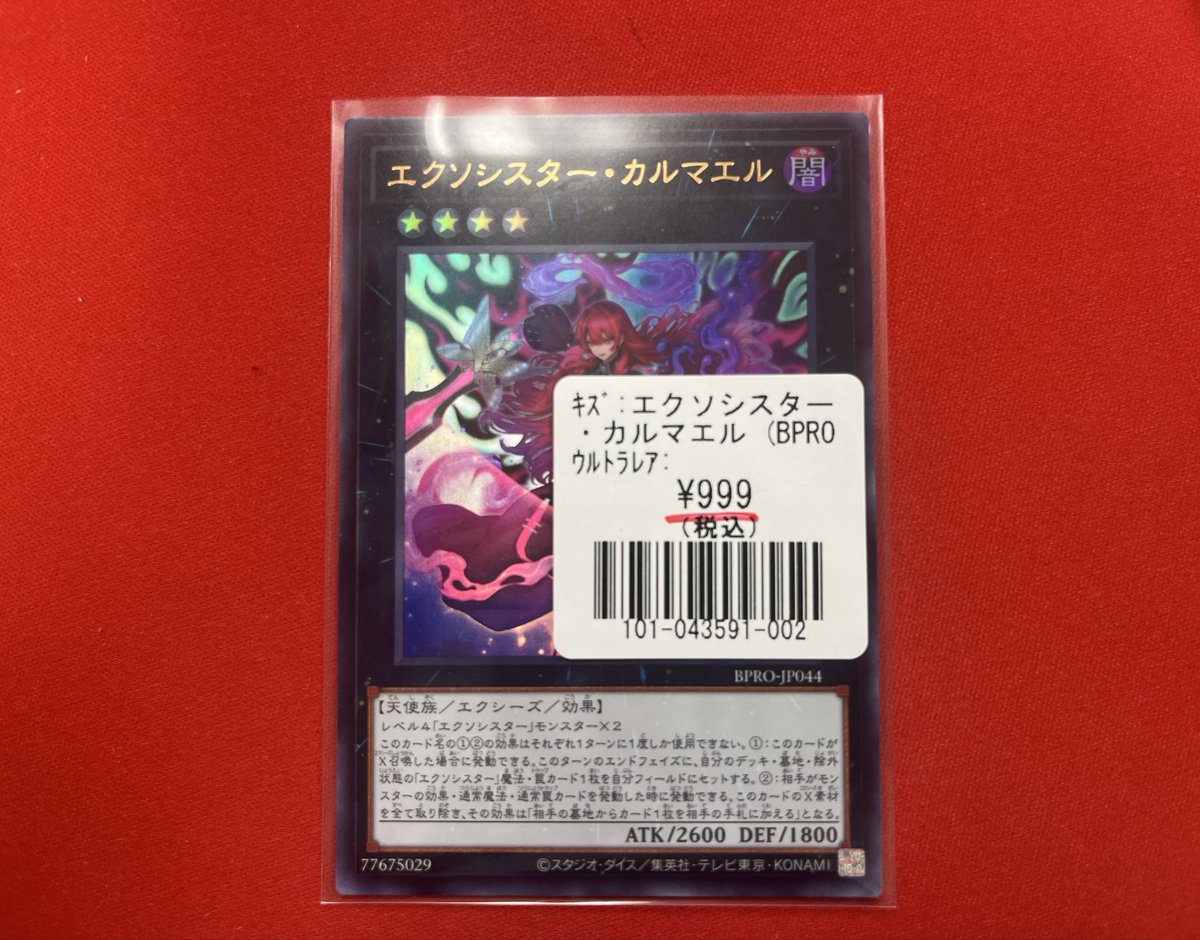 エクソシスター・カルマエル
闇
やみ
ｷｽﾞ:エクソシスター
・カルマエル (BPRO
ｳﾙﾄﾗﾚｱ:
¥999
(税込)
101-043591-002
BPRO-JP044
【天使族／エクシーズ／効果】
レベル４「エクソシスター」モンスター×２
このカード名の①②の効果はそれぞれ１ターンに１度しか使用できない。①：このカードが
X召喚した場合に発動できる。このターンのエンドフェイズに、自分のデッキ・墓地・除外
状態の「エクソシスター」魔法・罠カード１枚を自分フィールドにセットする。②：相手がモン
スターの効果・通常魔法・通常罠カードを発動した時に発動できる。このカードのX素材
を全て取り除き、その効果は「相手の墓地からカード１枚を相手の手札に加える」となる。
ATK/2600 DEF/1800
77675029
©スタジオ・ダイス／集英社・テレビ東京・KONAMI